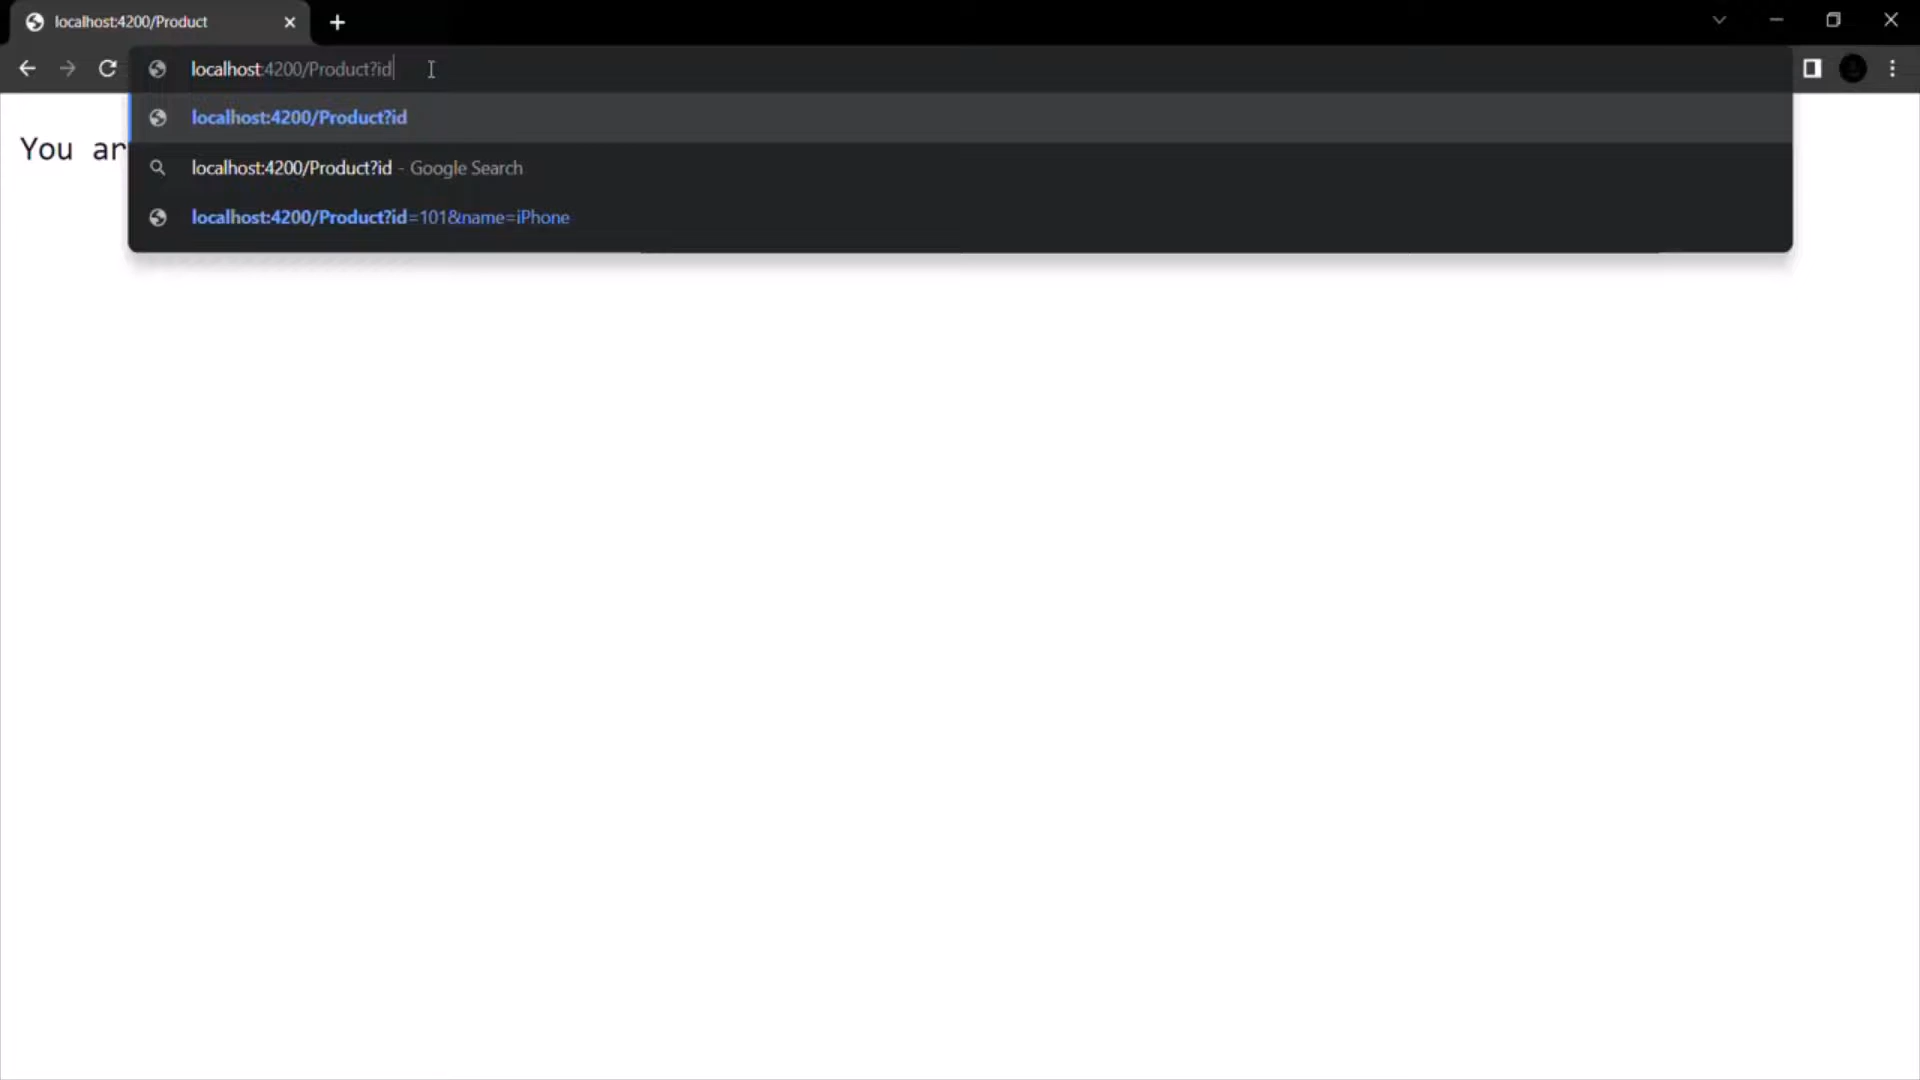 localhost:4200/Product
localhost:4200/Product?id
localhost:4200/Product?id
You ar
localhost:4200/Product?id - Google Search
localhost:4200/Product?id=101&name=iPhone